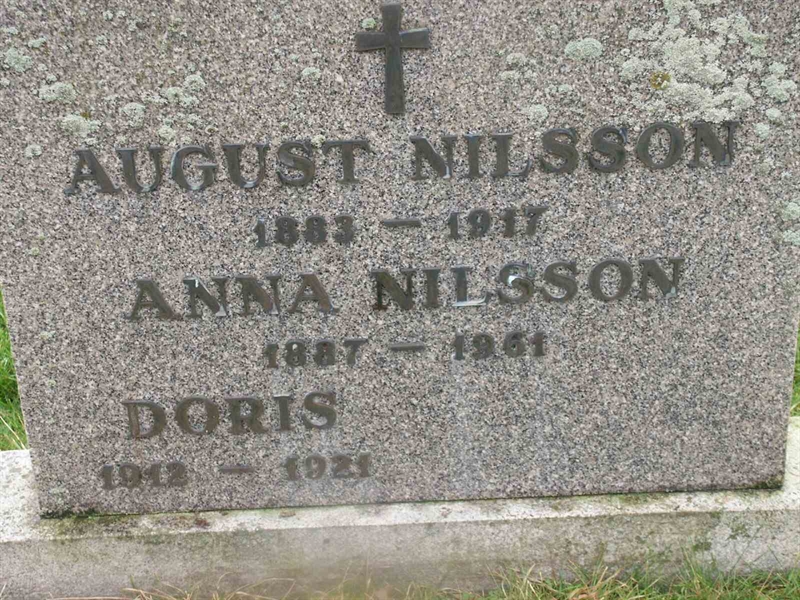 AUGUST NILSSON
1883 — 1917
ANNA NILSSON
1887 — 1961
DORIS
1912 — 1921